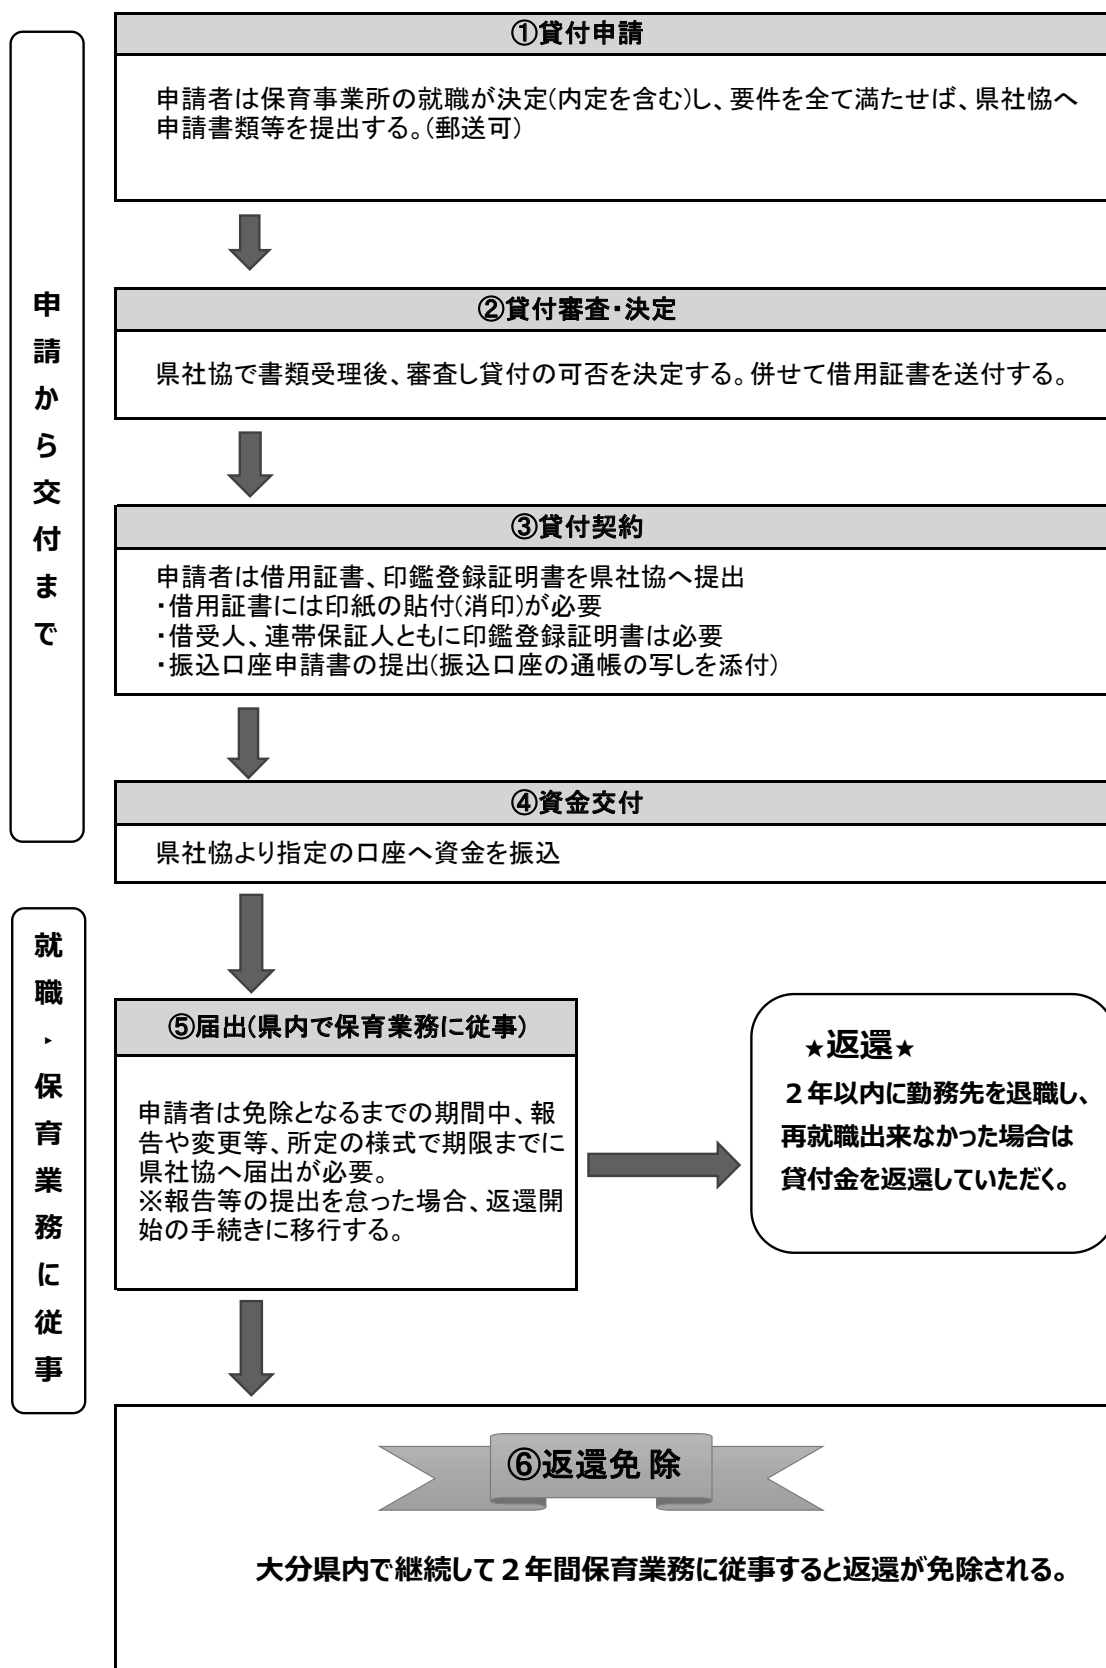 申請から交付まで
①貸付申請
申請者は保育事業所の就職が決定(内定を含む)し、要件を全て満たせば、県社協へ
申請書類等を提出する。(郵送可)
②貸付審査・決定
県社協で書類受理後、審査し貸付の可否を決定する。併せて借用証書を送付する。
③貸付契約
申請者は借用証書、印鑑登録証明書を県社協へ提出
・借用証書には印紙の貼付(消印)が必要
・借受人、連帯保証人ともに印鑑登録証明書は必要
・振込口座申請書の提出(振込口座の通帳の写しを添付)
④資金交付
県社協より指定の口座へ資金を振込
就職・保育業務に従事
⑤届出(県内で保育業務に従事)
申請者は免除となるまでの期間中、報
告や変更等、所定の様式で期限までに
県社協へ届出が必要。
※報告等の提出を怠った場合、返還開
始の手続きに移行する。
★返還★
２年以内に勤務先を退職し、
再就職出来なかった場合は
貸付金を返還していただく。
⑥返還免 除
大分県内で継続して２年間保育業務に従事すると返還が免除される。